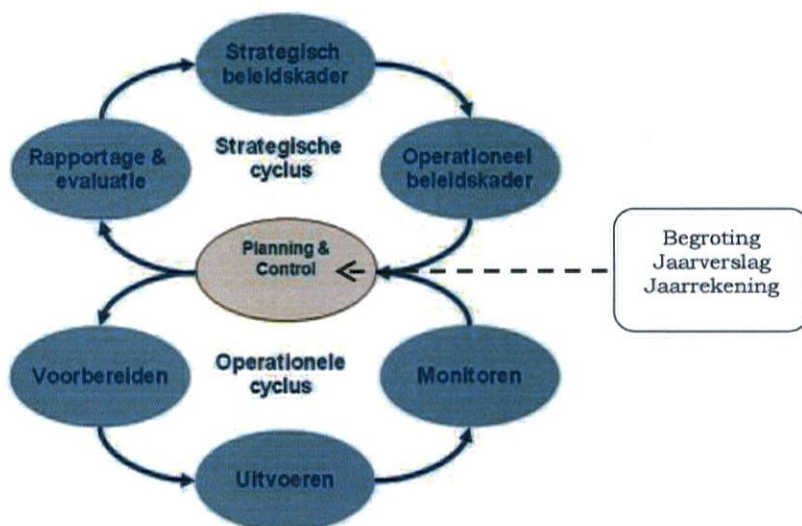 Strategisch
beleidskader
Rapportage &
evaluatie
Strategische
cyclus
Operationeel
beleidskader
Planning &
Control
Begroting
Jaarverslag
Jaarrekening
Voorbereiden
Operationele
cyclus
Monitoren
Uitvoeren